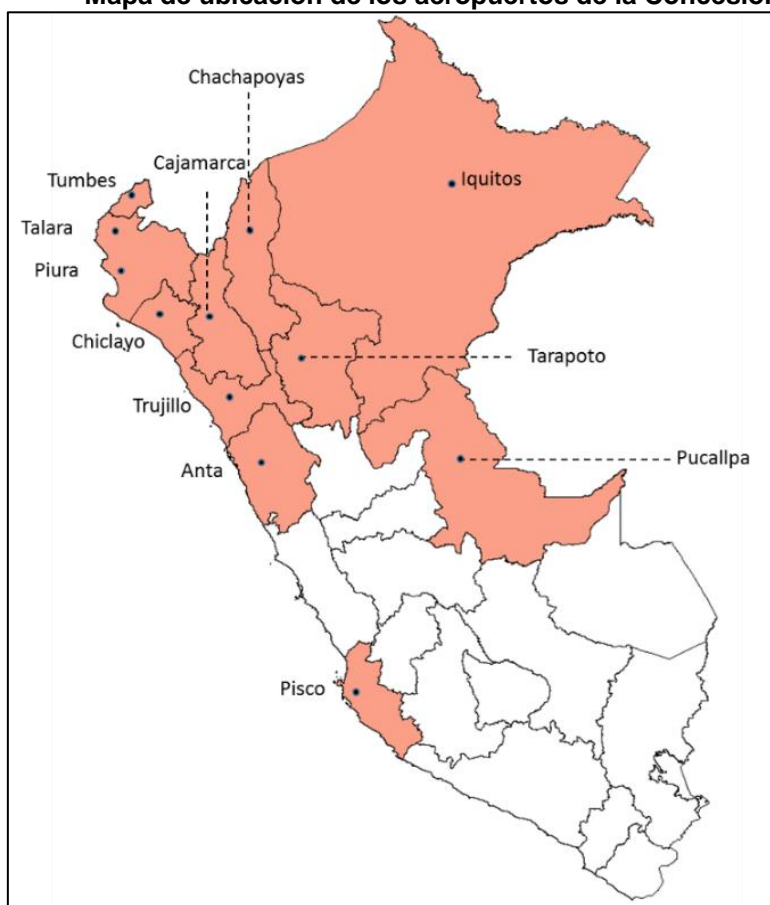 Mapa de ubicación de los aeropuertos de la Concesión
Chachapoyas
Cajamarca
Tumbes
Iquitos
Talara
Piura
Chiclayo
Tarapoto
Trujillo
Anta
Pucallpa
Pisco